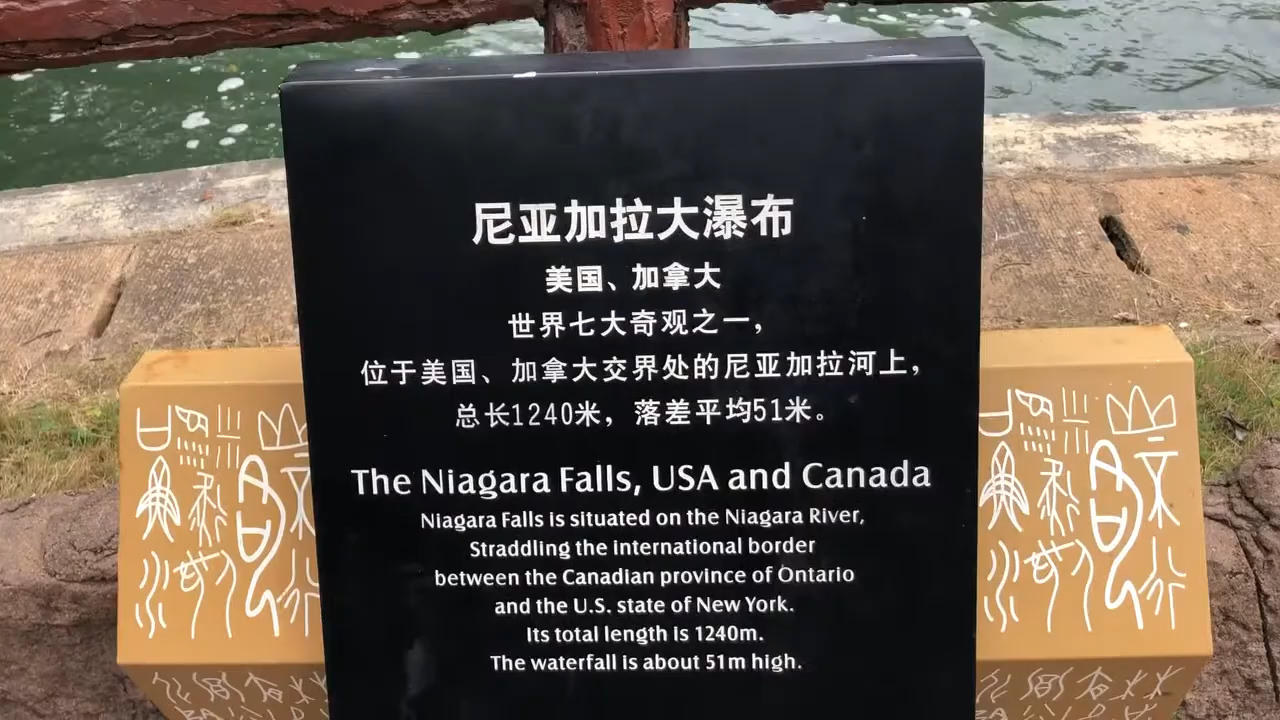 尼亚加拉大瀑布
美国、加拿大
世界七大奇观之一，
位于美国、加拿大交界处的尼亚加拉河上，
总长1240米，落差平均51米。
The Niagara Falls, USA and Canada
Niagara Falls is situated on the Niagara River,
Straddling the international border
between the Canadian province of Ontario
and the U.S. state of New York.
Its total length is 1240m.
The waterfall is about 51m high.